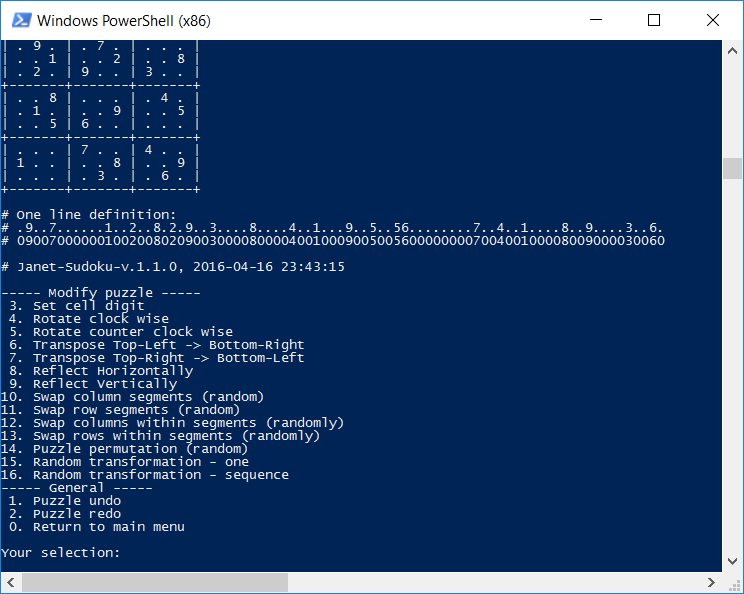 Windows PowerShell (x86)
| . 9 . | . 7 . | . . . |
| . . 1 | . . 2 | . . 8 |
| . 2 . | 9 . . | 3 . . |
+-------+-------+-------+
| . . 8 | . . . | . 4 . |
| . 1 . | . . 9 | . . 5 |
| . . 5 | 6 . . | . . . |
+-------+-------+-------+
| . . . | 7 . . | 4 . . |
| 1 . . | . . 8 | . . 9 |
| . . . | . 3 . | . 6 . |
+-------+-------+-------+
# One line definition:
# .9..7......1..2..8.2.9..3....8....4..1...9..5..56........7..4..1....8..9....3..6.
# 090070000001002008020900300008000040010009005005600000000700400100008009000030060
# Janet-Sudoku-v.1.1.0, 2016-04-16 23:43:15
----- Modify puzzle -----
3. Set cell digit
4. Rotate clock wise
5. Rotate counter clock wise
6. Transpose Top-Left -> Bottom-Right
7. Transpose Top-Right -> Bottom-Left
8. Reflect Horizontally
9. Reflect Vertically
10. Swap column segments (random)
11. Swap row segments (random)
12. Swap columns within segments (randomly)
13. Swap rows within segments (randomly)
14. Puzzle permutation (random)
15. Random transformation - one
16. Random transformation - sequence
----- General -----
1. Puzzle undo
2. Puzzle redo
0. Return to main menu
Your selection: